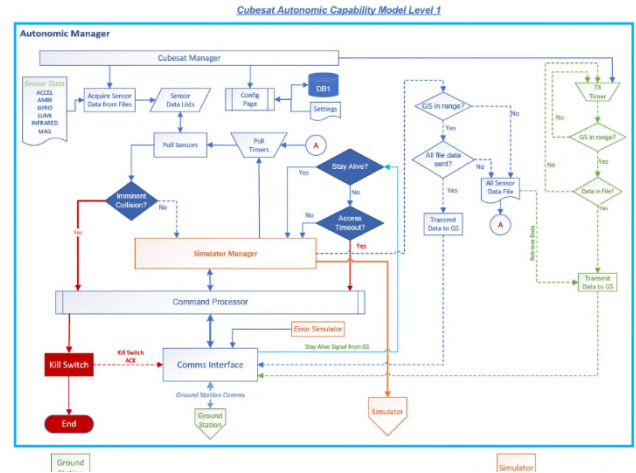 Cubesat Autonomic Capability Model Level 1
Autonomic Manager
Cubesat Manager
Sensor Data
ACCEL
AMBI
GYRO
LUMI
INFRARED
MAG
Acquire Sensor
Data from Files
Sensor
Data Lists
Config
Page
DB1
Settings
TX
Timer
GS in range?
No
Yes
GS in range?
No
No
Yes
Poll Sensors
Poll
Timers
A
Stay Alive?
Yes
No
All file data
sent?
No
Yes
All Sensor
Data File
A
Data in File?
Yes
Imminent
Collision?
No
Yes
Access
Timeout?
No
Yes
Transmit
Data to GS
Retrieve Data
Simulator Manager
Transmit
Data to GS
Command Processor
Error Simulator
Stay Alive Signal from GS
Kill Switch
Kill Switch
ACK
Comms Interface
Ground Station Comms
End
Ground
Station
Simulator
Ground
Simulator